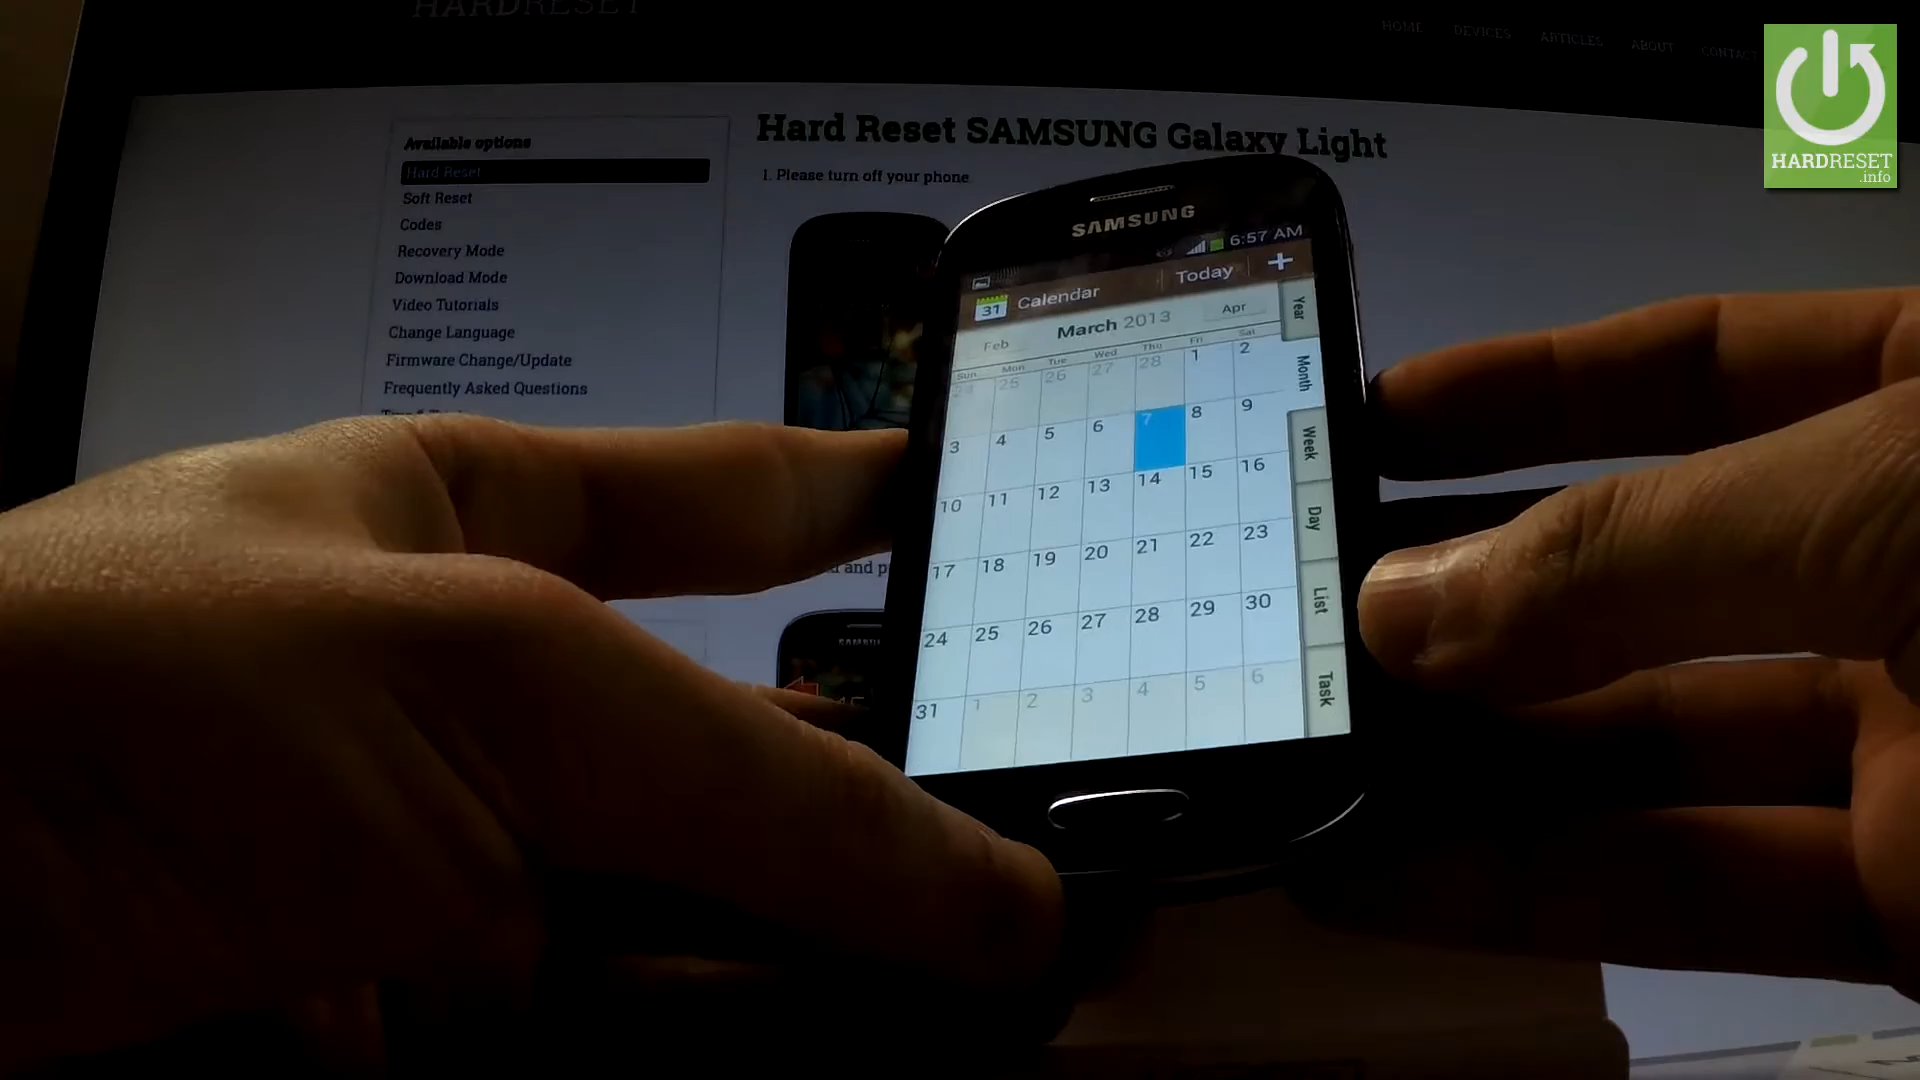 HARDRESET
HOME DEVICES ARTICLES ABOUT CONTACT
HARDRESET
.info
Available options
Hard Reset
Soft Reset
Codes
Recovery Mode
Download Mode
Video Tutorials
Change Language
Firmware Change/Update
Frequently Asked Questions
Hard Reset SAMSUNG Galaxy Light
1. Please turn off your phone
and
SAMSUNG
6:57 AM
31 Calendar Today +
Feb March 2013 Apr
Sun Mon Tue Wed Thu Fri Sat
24 25 26 27 28 1 2
3 4 5 6 7 8 9
10 11 12 13 14 15 16
17 18 19 20 21 22 23
24 25 26 27 28 29 30
31 1 2 3 4 5 6
Year
Month
Week
Day
List
Task